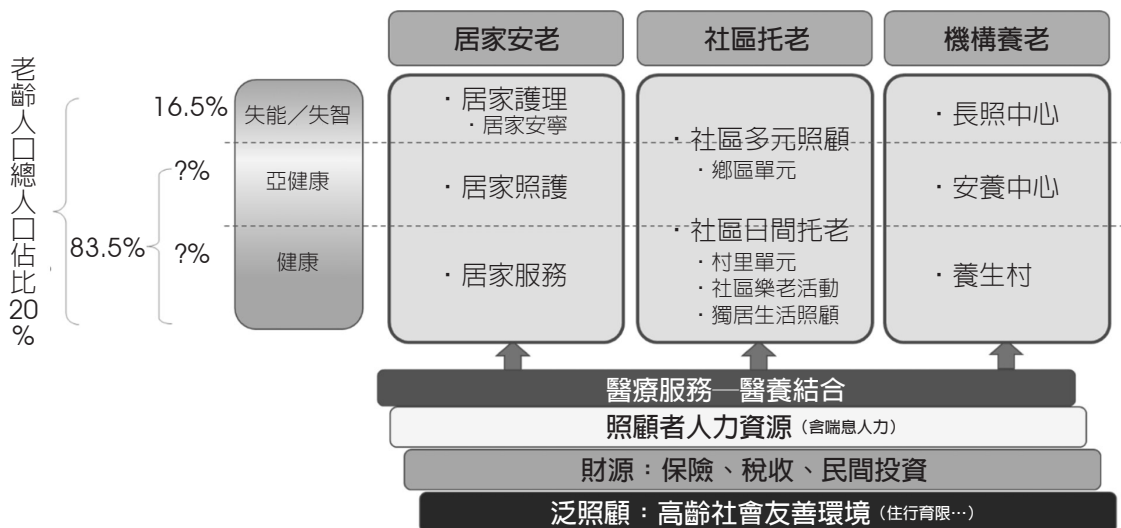 居家安老
社區托老
機構養老
老齡人口總人口佔比20%
16.5%
?%
83.5%
?%
失能／失智
亞健康
健康
・居家護理
・居家安寧
・居家照護
・居家服務
・社區多元照顧
・鄉區單元
・社區日間托老
・村里單元
・社區樂老活動
・獨居生活照顧
・長照中心
・安養中心
・養生村
醫療服務—醫養結合
照顧者人力資源（含喘息人力）
財源：保險、稅收、民間投資
泛照顧：高齡社會友善環境（住行育限…）